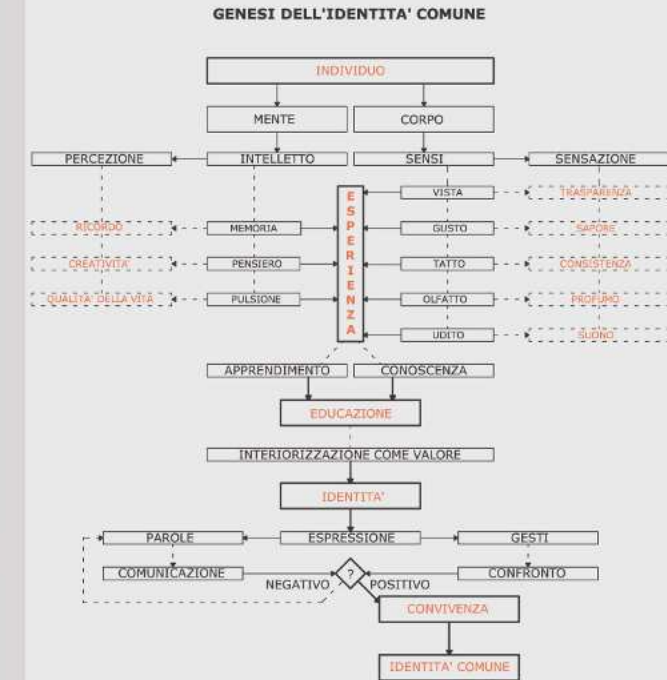 GENESI DELL'IDENTITA' COMUNE
INDIVIDUO
MENTE
CORPO
PERCEZIONE
INTELLETTO
SENSI
SENSAZIONE
ESPERIENZA
VISTA
TRASPARENZA
RICORDO
MEMORIA
GUSTO
SAPORE
CREATIVITA'
PENSIERO
TATTO
CONSISTENZA
QUALITA' DELLA VITA
PULSIONE
OLFATTO
PROFUMO
UDITO
SUONO
APPRENDIMENTO
CONOSCENZA
EDUCAZIONE
INTERIORIZZAZIONE COME VALORE
IDENTITA'
PAROLE
ESPRESSIONE
GESTI
COMUNICAZIONE
NEGATIVO
?
POSITIVO
CONFRONTO
CONVIVENZA
IDENTITA' COMUNE